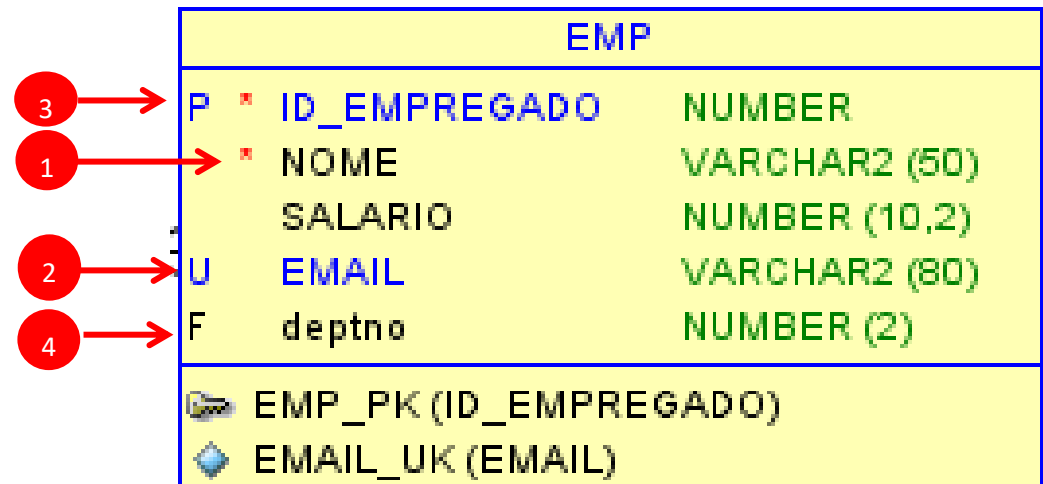 EMP
3 P * ID_EMPREGADO NUMBER
1 * NOME VARCHAR2 (50)
SALARIO NUMBER (10,2)
2 U EMAIL VARCHAR2 (80)
4 F deptno NUMBER (2)
EMP_PK (ID_EMPREGADO)
EMAIL_UK (EMAIL)